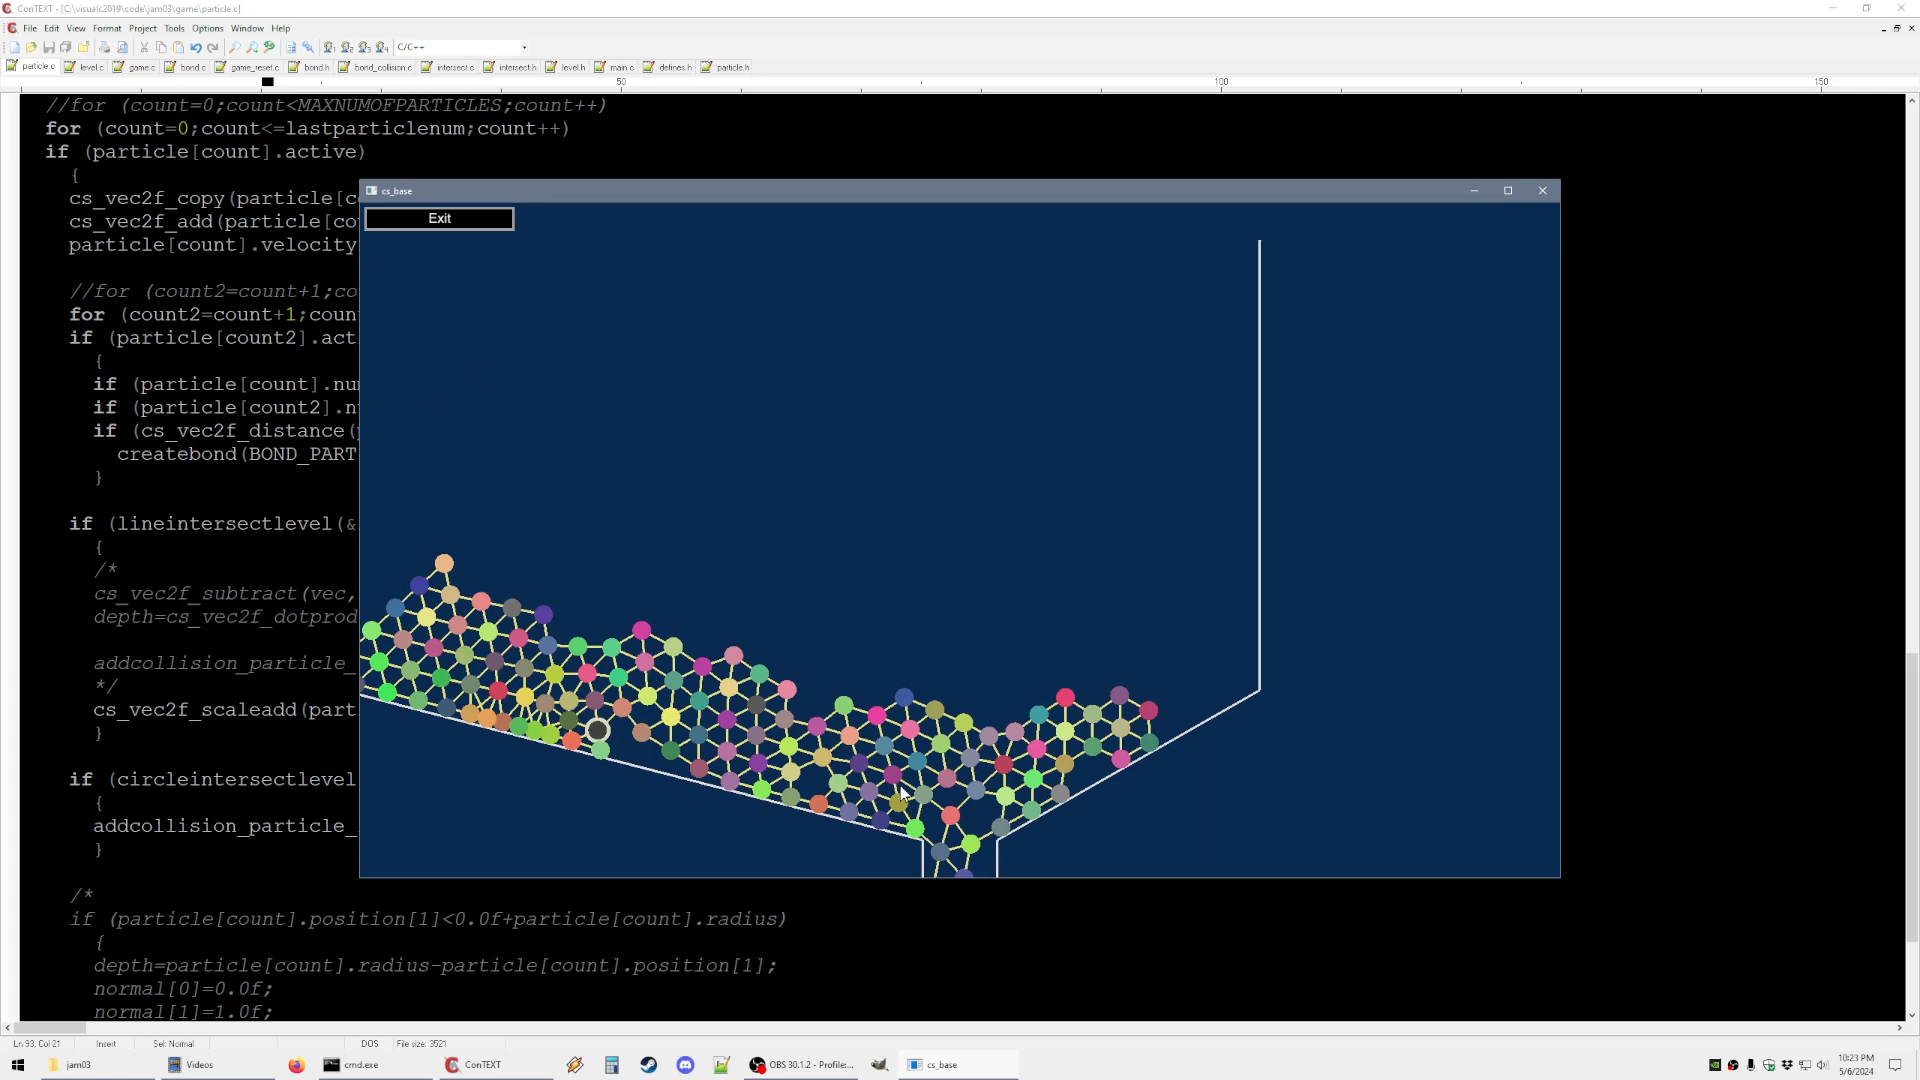 ConTEXT - [C:\visualc2019\code\jam03\game\particle.c]
File Edit View Format Project Tools Options Window Help
C/C++
particle.c level.c game.c bond.c game_reset.c bond.h bond_collision.c intersect.c intersect.h level.h main.c defines.h particle.h
50 100 150
//for (count=0;count<MAXNUMOFPARTICLES;count++)
for (count=0;count<=lastparticlenum;count++)
if (particle[count].active)
{
cs_vec2f_copy(particle[c
cs_vec2f_add(particle[co
particle[count].velocity
//for (count2=count+1;co
for (count2=count+1;coun
if (particle[count2].act
{
if (particle[count].nu
if (particle[count2].n
if (cs_vec2f_distance(
createbond(BOND_PART
}
if (lineintersectlevel(&
{
/*
cs_vec2f_subtract(vec,
depth=cs_vec2f_dotprod
addcollision_particle_
*/
cs_vec2f_scaleadd(part
}
if (circleintersectlevel
{
addcollision_particle_
}
/*
if (particle[count].position[1]<0.0f+particle[count].radius)
{
depth=particle[count].radius-particle[count].position[1];
normal[0]=0.0f;
normal[1]=1.0f;
cs_base
Exit
Ln 93, Col 21 Insert Sel: Normal DOS File size: 3521
jam03 Videos cmd.exe ConTEXT OBS 30.1.2 - Profile:... cs_base
10:23 PM
5/6/2024